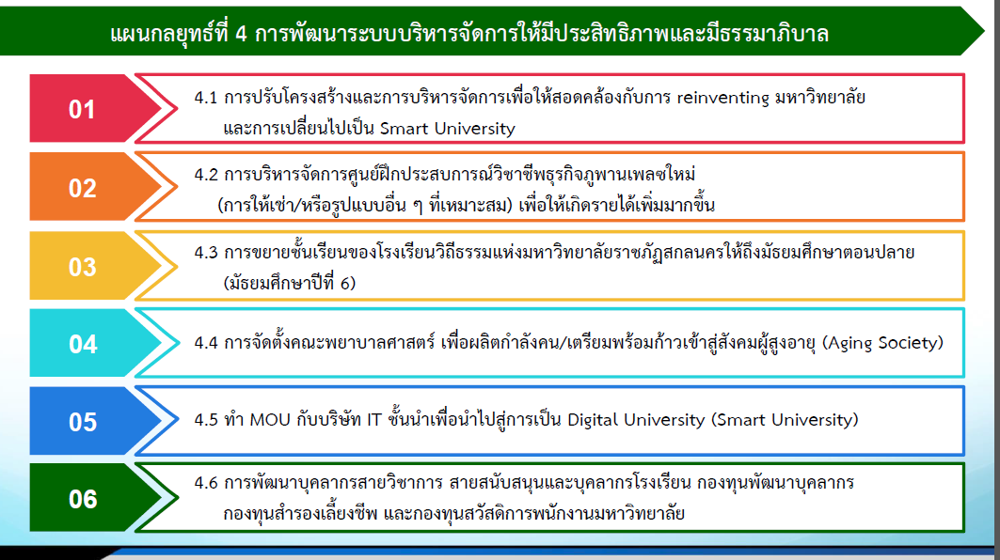 แผนกลยุทธ์ที่ 4 การพัฒนาระบบบริหารจัดการให้มีประสิทธิภาพและมีธรรมาภิบาล
01
4.1 การปรับโครงสร้างและการบริหารจัดการเพื่อให้สอดคล้องกับการ reinventing มหาวิทยาลัย
และการเปลี่ยนไปเป็น Smart University
02
4.2 การบริหารจัดการศูนย์ฝึกประสบการณ์วิชาชีพธุรกิจภูพานเพลซใหม่
(การให้เช่า/หรือรูปแบบอื่น ๆ ที่เหมาะสม) เพื่อให้เกิดรายได้เพิ่มมากขึ้น
03
4.3 การขยายชั้นเรียนของโรงเรียนวิถีธรรมแห่งมหาวิทยาลัยราชภัฏสกลนครให้ถึงมัธยมศึกษาตอนปลาย
(มัธยมศึกษาปีที่ 6)
04
4.4 การจัดตั้งคณะพยาบาลศาสตร์ เพื่อผลิตกำลังคน/เตรียมพร้อมก้าวเข้าสู่สังคมผู้สูงอายุ (Aging Society)
05
4.5 ทำ MOU กับบริษัท IT ชั้นนำเพื่อนำไปสู่การเป็น Digital University (Smart University)
06
4.6 การพัฒนาบุคลากรสายวิชาการ สายสนับสนุนและบุคลากรโรงเรียน กองทุนพัฒนาบุคลากร
กองทุนสำรองเลี้ยงชีพ และกองทุนสวัสดิการพนักงานมหาวิทยาลัย